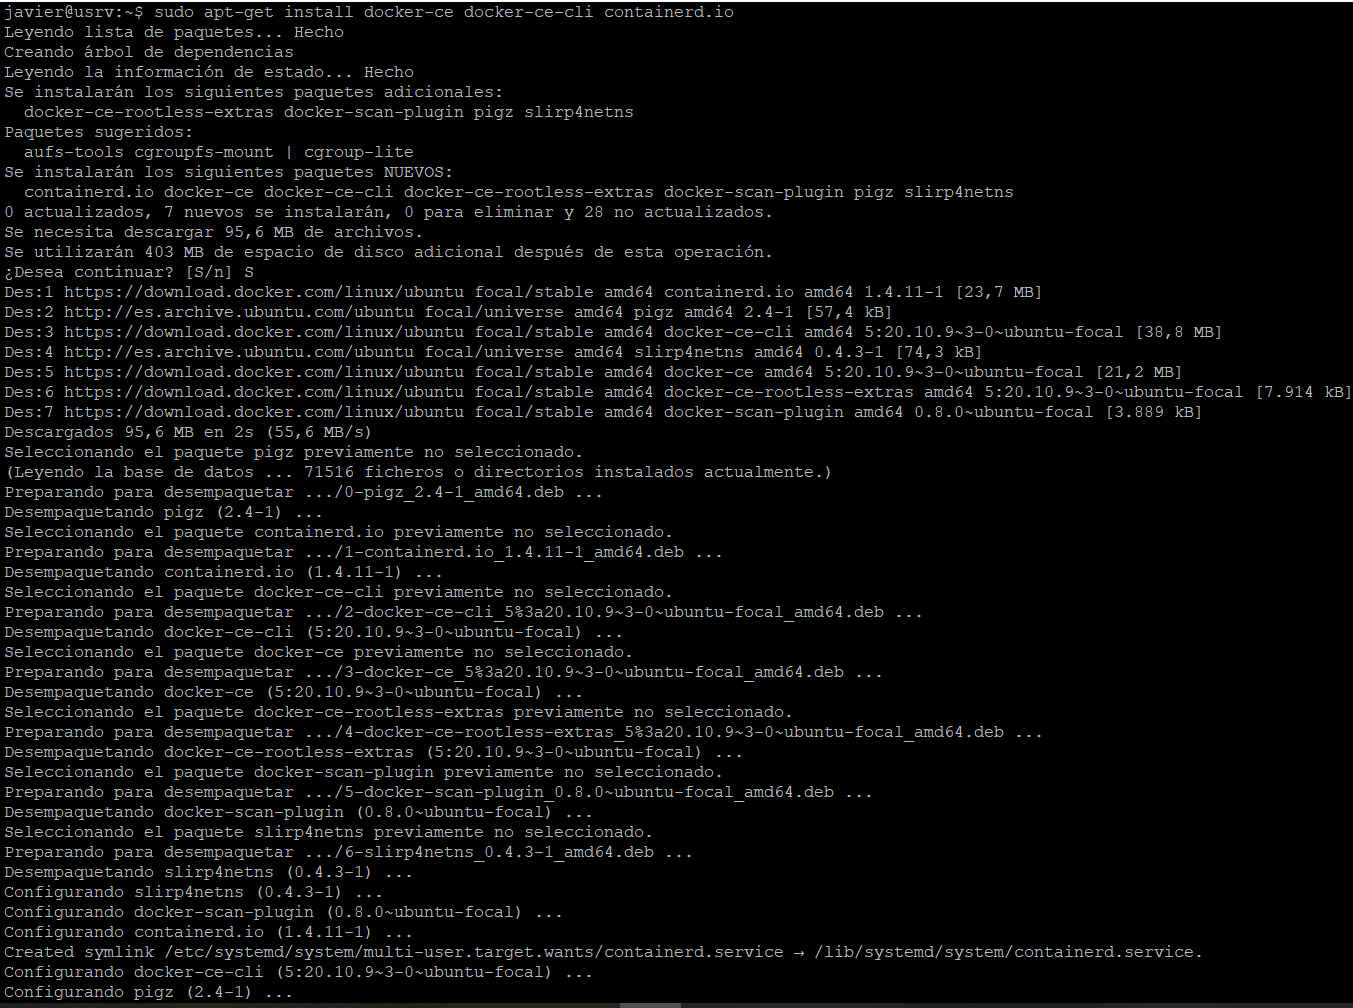 javier@usrv:~$ sudo apt-get install docker-ce docker-ce-cli containerd.io
Leyendo lista de paquetes... Hecho
Creando árbol de dependencias
Leyendo la información de estado... Hecho
Se instalarán los siguientes paquetes adicionales:
  docker-ce-rootless-extras docker-scan-plugin pigz slirp4netns
Paquetes sugeridos:
  aufs-tools cgroupfs-mount | cgroup-lite
Se instalarán los siguientes paquetes NUEVOS:
  containerd.io docker-ce docker-ce-cli docker-ce-rootless-extras docker-scan-plugin pigz slirp4netns
0 actualizados, 7 nuevos se instalarán, 0 para eliminar y 28 no actualizados.
Se necesita descargar 95,6 MB de archivos.
Se utilizarán 403 MB de espacio de disco adicional después de esta operación.
¿Desea continuar? [S/n] S
Des:1 https://download.docker.com/linux/ubuntu focal/stable amd64 containerd.io amd64 1.4.11-1 [23,7 MB]
Des:2 http://es.archive.ubuntu.com/ubuntu focal/universe amd64 pigz amd64 2.4-1 [57,4 kB]
Des:3 https://download.docker.com/linux/ubuntu focal/stable amd64 docker-ce-cli amd64 5:20.10.9~3-0~ubuntu-focal [38,8 MB]
Des:4 http://es.archive.ubuntu.com/ubuntu focal/universe amd64 slirp4netns amd64 0.4.3-1 [74,3 kB]
Des:5 https://download.docker.com/linux/ubuntu focal/stable amd64 docker-ce amd64 5:20.10.9~3-0~ubuntu-focal [21,2 MB]
Des:6 https://download.docker.com/linux/ubuntu focal/stable amd64 docker-ce-rootless-extras amd64 5:20.10.9~3-0~ubuntu-focal [7.914 kB]
Des:7 https://download.docker.com/linux/ubuntu focal/stable amd64 docker-scan-plugin amd64 0.8.0~ubuntu-focal [3.889 kB]
Descargados 95,6 MB en 2s (55,6 MB/s)
Seleccionando el paquete pigz previamente no seleccionado.
(Leyendo la base de datos ... 71516 ficheros o directorios instalados actualmente.)
Preparando para desempaquetar .../0-pigz_2.4-1_amd64.deb ...
Desempaquetando pigz (2.4-1) ...
Seleccionando el paquete containerd.io previamente no seleccionado.
Preparando para desempaquetar .../1-containerd.io_1.4.11-1_amd64.deb ...
Desempaquetando containerd.io (1.4.11-1) ...
Seleccionando el paquete docker-ce-cli previamente no seleccionado.
Preparando para desempaquetar .../2-docker-ce-cli_5%3a20.10.9~3-0~ubuntu-focal_amd64.deb ...
Desempaquetando docker-ce-cli (5:20.10.9~3-0~ubuntu-focal) ...
Seleccionando el paquete docker-ce previamente no seleccionado.
Preparando para desempaquetar .../3-docker-ce_5%3a20.10.9~3-0~ubuntu-focal_amd64.deb ...
Desempaquetando docker-ce (5:20.10.9~3-0~ubuntu-focal) ...
Seleccionando el paquete docker-ce-rootless-extras previamente no seleccionado.
Preparando para desempaquetar .../4-docker-ce-rootless-extras_5%3a20.10.9~3-0~ubuntu-focal_amd64.deb ...
Desempaquetando docker-ce-rootless-extras (5:20.10.9~3-0~ubuntu-focal) ...
Seleccionando el paquete docker-scan-plugin previamente no seleccionado.
Preparando para desempaquetar .../5-docker-scan-plugin_0.8.0~ubuntu-focal_amd64.deb ...
Desempaquetando docker-scan-plugin (0.8.0~ubuntu-focal) ...
Seleccionando el paquete slirp4netns previamente no seleccionado.
Preparando para desempaquetar .../6-slirp4netns_0.4.3-1_amd64.deb ...
Desempaquetando slirp4netns (0.4.3-1) ...
Configurando slirp4netns (0.4.3-1) ...
Configurando docker-scan-plugin (0.8.0~ubuntu-focal) ...
Configurando containerd.io (1.4.11-1) ...
Created symlink /etc/systemd/system/multi-user.target.wants/containerd.service → /lib/systemd/system/containerd.service.
Configurando docker-ce-cli (5:20.10.9~3-0~ubuntu-focal) ...
Configurando pigz (2.4-1) ...